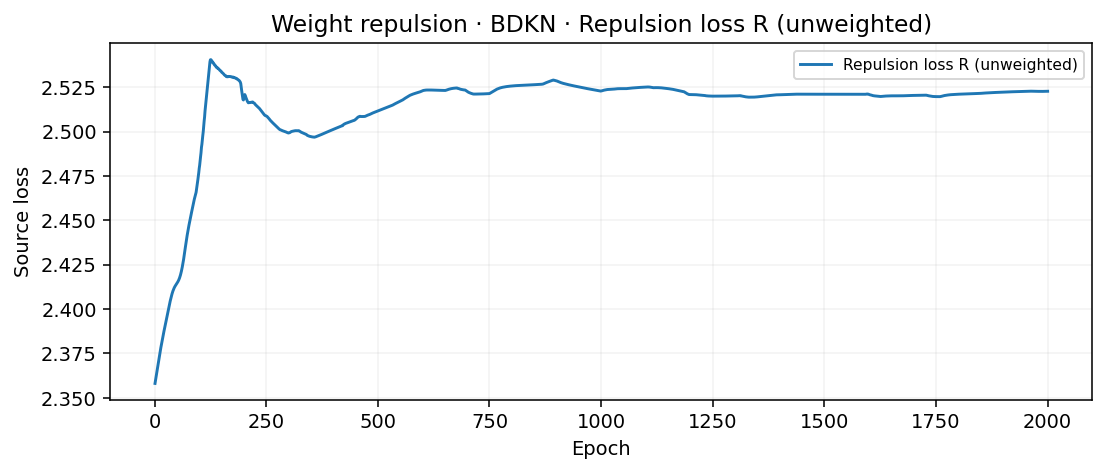 Weight repulsion · BDKN · Repulsion loss R (unweighted)
Repulsion loss R (unweighted)
Source loss
2.525
2.500
2.475
2.450
2.425
2.400
2.375
2.350
0 250 500 750 1000 1250 1500 1750 2000
Epoch